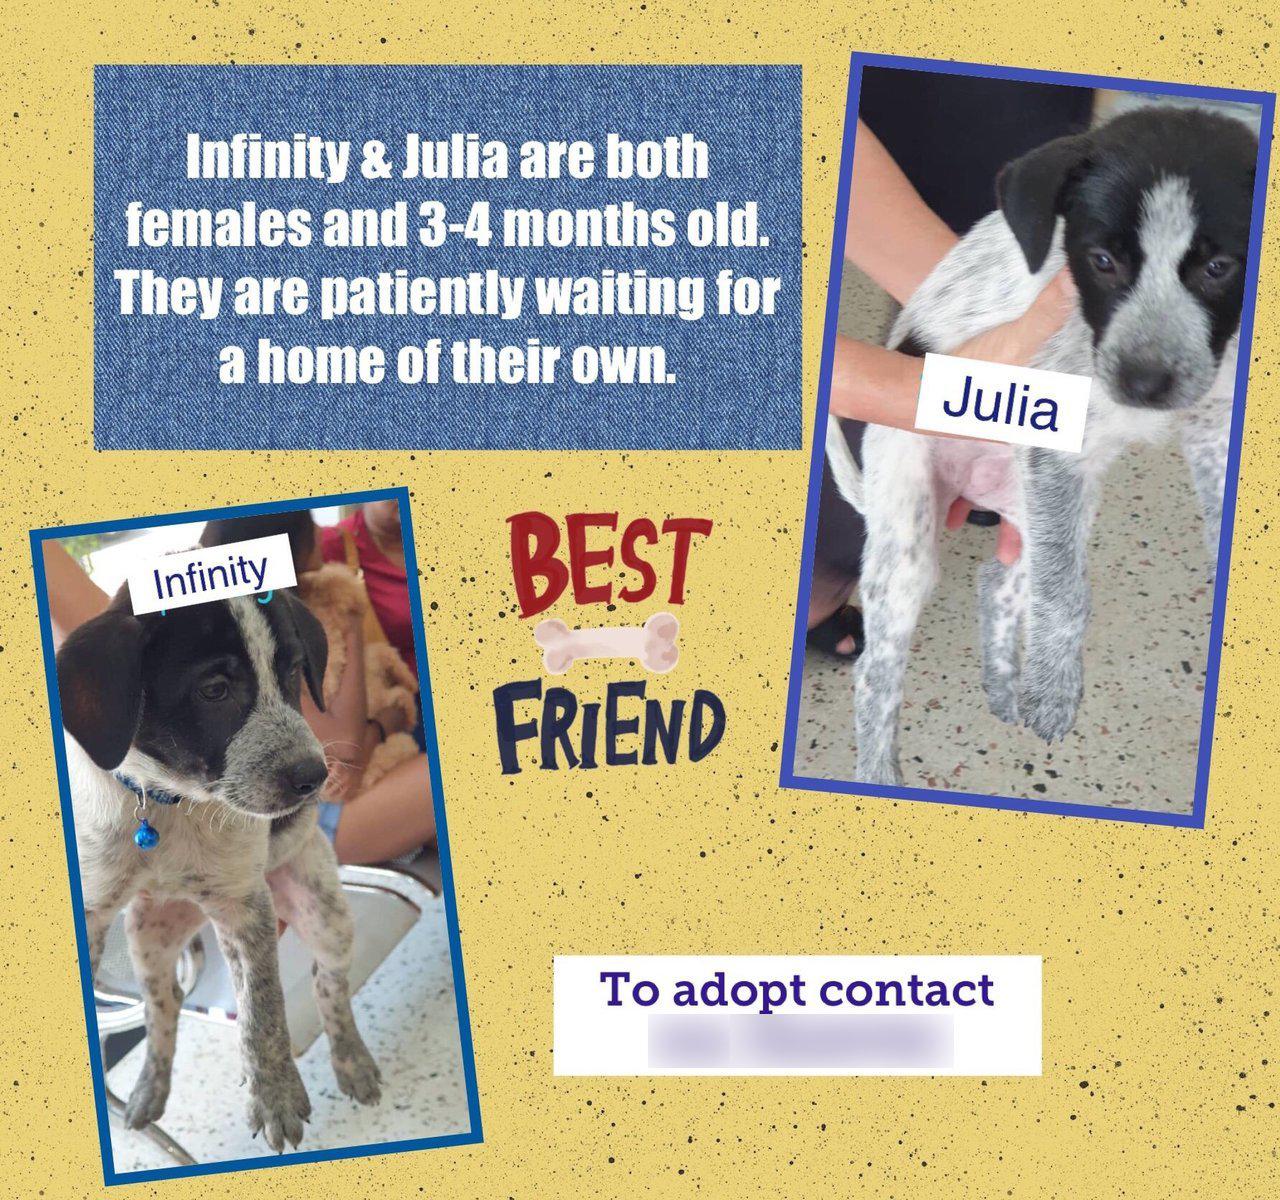 Infinity & Julia are both
females and 3-4 months old.
They are patiently waiting for
a home of their own.
Julia
Infinity
BEST
FRIEND
To adopt contact